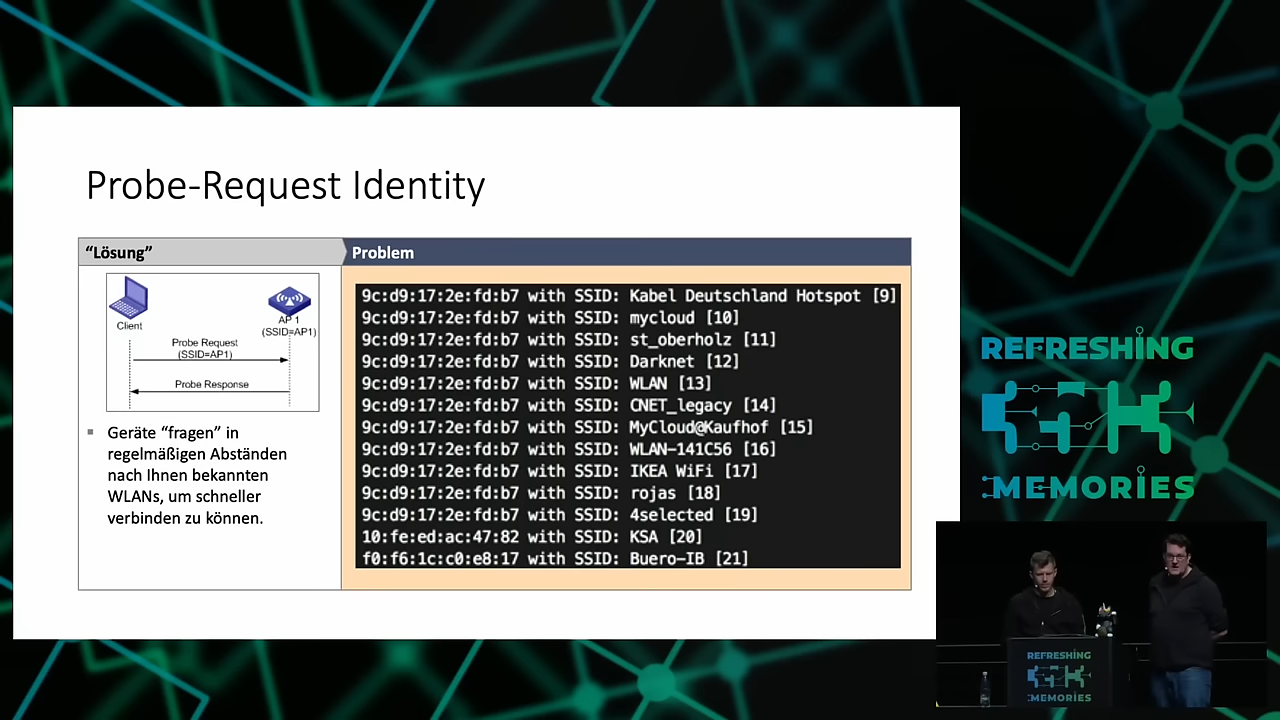 Probe-Request Identity
“Lösung”
Problem
Client
AP 1
(SSID=AP1)
Probe Request
(SSID=AP1)
Probe Response
▪ Geräte “fragen” in
regelmäßigen Abständen
nach Ihnen bekannten
WLANs, um schneller
verbinden zu können.
9c:d9:17:2e:fd:b7 with SSID: Kabel Deutschland Hotspot [9]
9c:d9:17:2e:fd:b7 with SSID: mycloud [10]
9c:d9:17:2e:fd:b7 with SSID: st_oberholz [11]
9c:d9:17:2e:fd:b7 with SSID: Darknet [12]
9c:d9:17:2e:fd:b7 with SSID: WLAN [13]
9c:d9:17:2e:fd:b7 with SSID: CNET_legacy [14]
9c:d9:17:2e:fd:b7 with SSID: MyCloud@Kaufhof [15]
9c:d9:17:2e:fd:b7 with SSID: WLAN-141C56 [16]
9c:d9:17:2e:fd:b7 with SSID: IKEA WiFi [17]
9c:d9:17:2e:fd:b7 with SSID: rojas [18]
9c:d9:17:2e:fd:b7 with SSID: 4selected [19]
10:fe:ed:ac:47:82 with SSID: KSA [20]
f0:f6:1c:c0:e8:17 with SSID: Buero-IB [21]
REFRESHING
GPN
MEMORIES
REFRESHING
GPN
MEMORIES